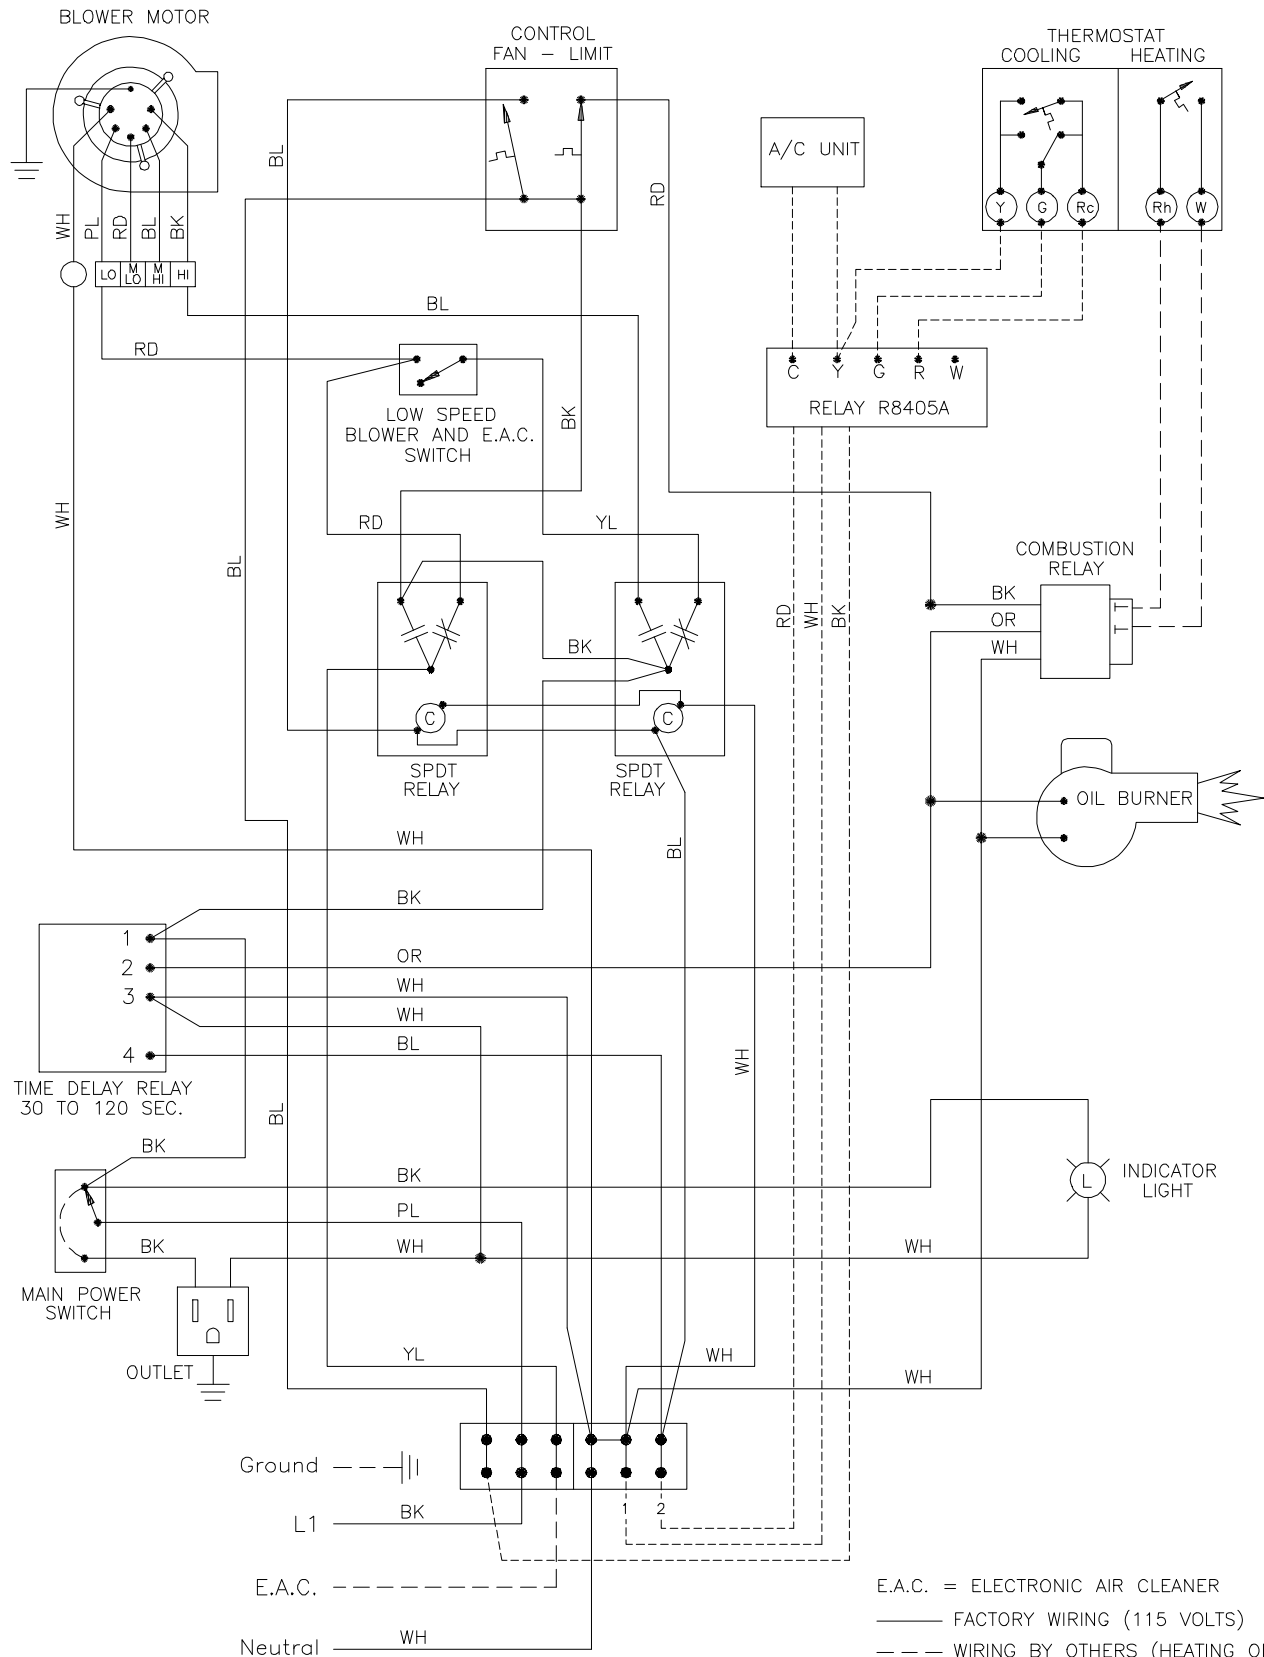 BLOWER MOTOR
CONTROL
FAN – LIMIT
THERMOSTAT
COOLING
HEATING
A/C UNIT
BL
RD
Y
G
Rc
Rh
W
WH
PL
RD
BL
BK
LO
M
LO
M
HI
HI
BL
RD
C
Y
G
R
W
RELAY R8405A
LOW SPEED
BLOWER AND E.A.C.
SWITCH
BK
WH
RD
YL
BL
COMBUSTION
RELAY
BK
OR
WH
T
T
RD
WH
BK
BK
C
C
SPDT
RELAY
SPDT
RELAY
OIL BURNER
WH
BL
BK
1
2
3
4
OR
WH
WH
BL
WH
TIME DELAY RELAY
30 TO 120 SEC.
BL
BK
BK
L
INDICATOR
LIGHT
PL
BK
WH
WH
MAIN POWER
SWITCH
OUTLET
YL
WH
WH
Ground
1
2
L1
BK
E.A.C.
Neutral
WH
E.A.C. = ELECTRONIC AIR CLEANER
FACTORY WIRING (115 VOLTS)
WIRING BY OTHERS (HEATING